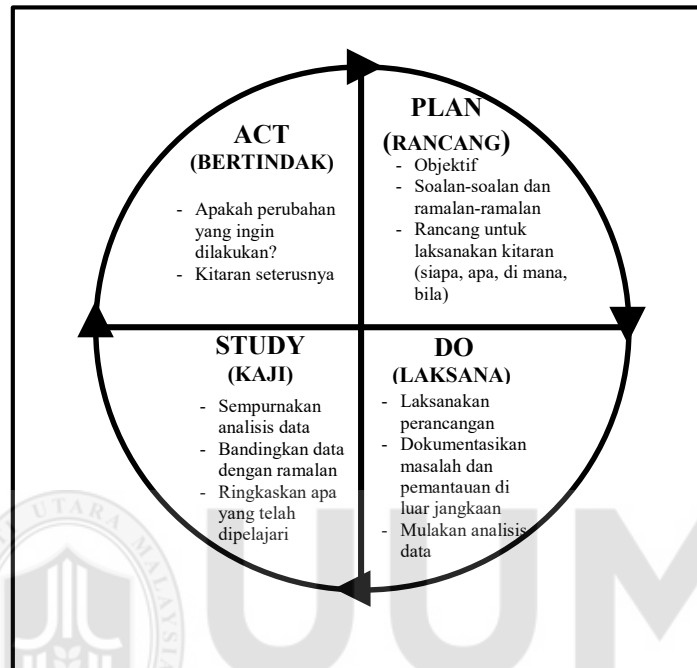 PLAN
(RANCANG)
- Objektif
- Soalan-soalan dan
ramalan-ramalan
- Rancang untuk
laksanakan kitaran
(siapa, apa, di mana,
bila)
DO
(LAKSANA)
- Laksanakan
perancangan
- Dokumentasikan
masalah dan
pemantauan di
luar jangkaan
- Mulakan analisis
data
STUDY
(KAJI)
- Sempurnakan
analisis data
- Bandingkan data
dengan ramalan
- Ringkaskan apa
yang telah
dipelajari
ACT
(BERTINDAK)
- Apakah perubahan
yang ingin
dilakukan?
- Kitaran seterusnya
UTARA MALAYSIA
UUM